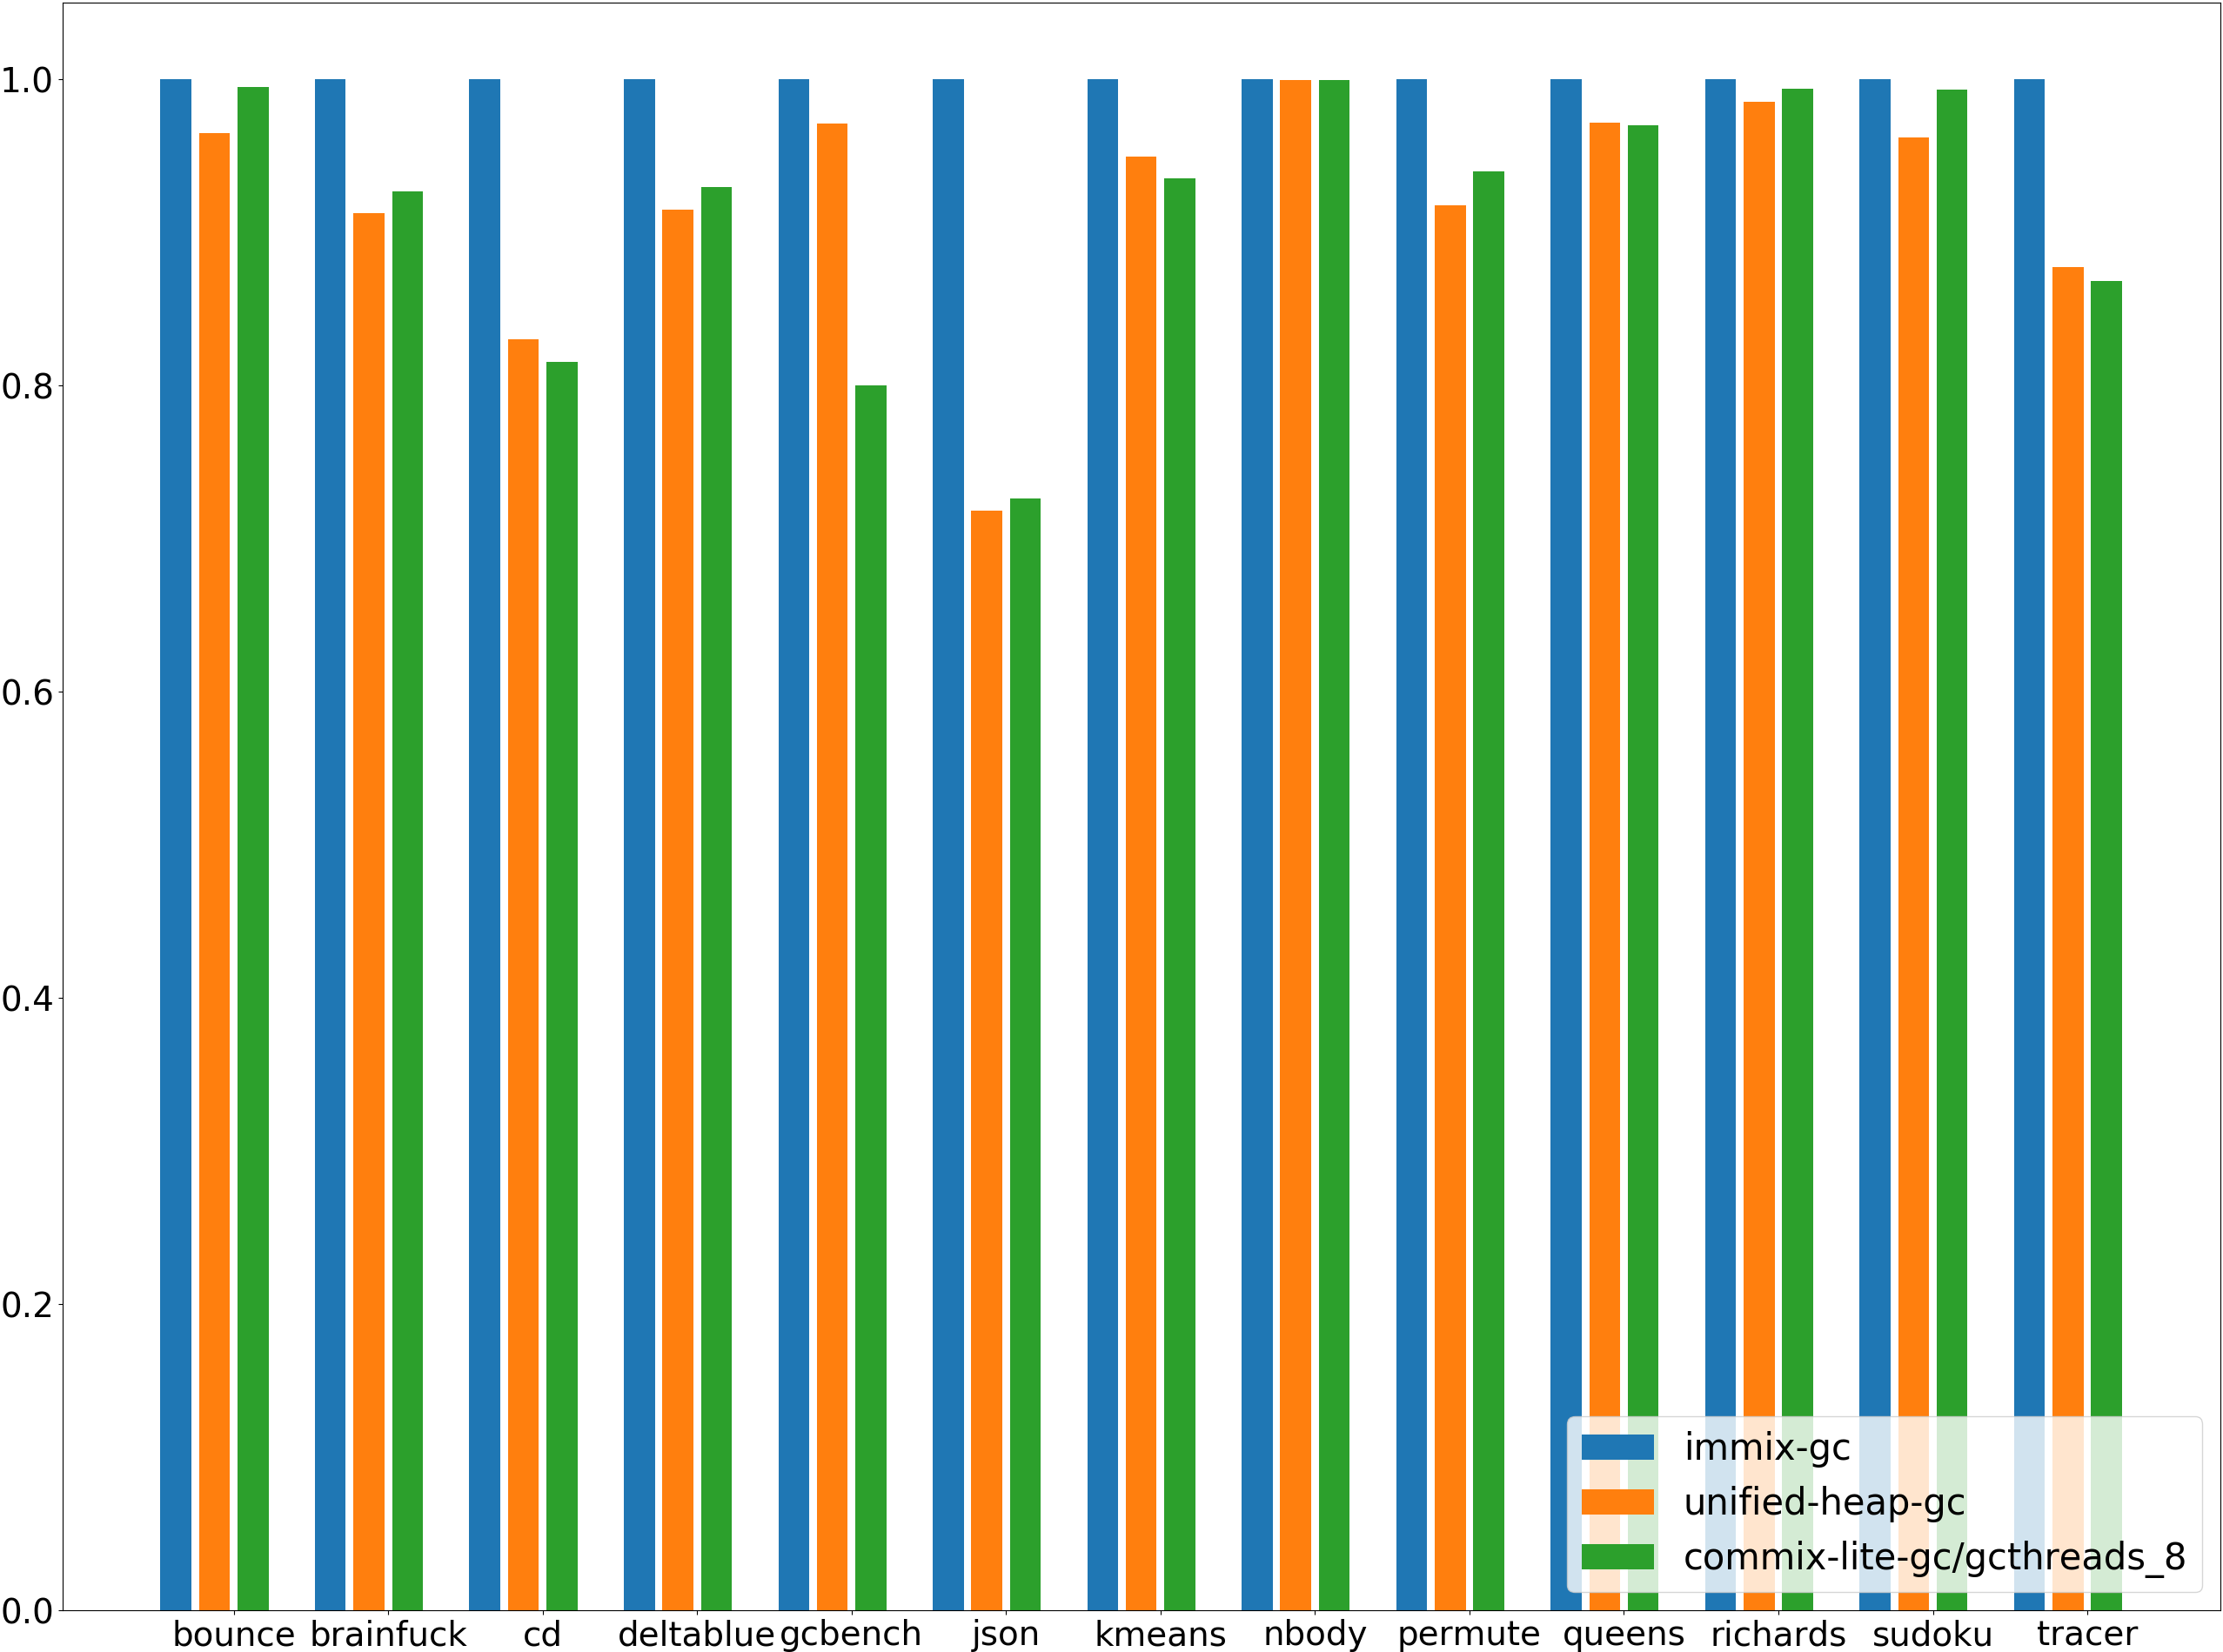 1.0
0.8
0.6
0.4
0.2
0.0
bounce brainfuck cd deltablue gcbench json kmeans nbody permute queens richards sudoku tracer
immix-gc
unified-heap-gc
commix-lite-gc/gcthreads_8